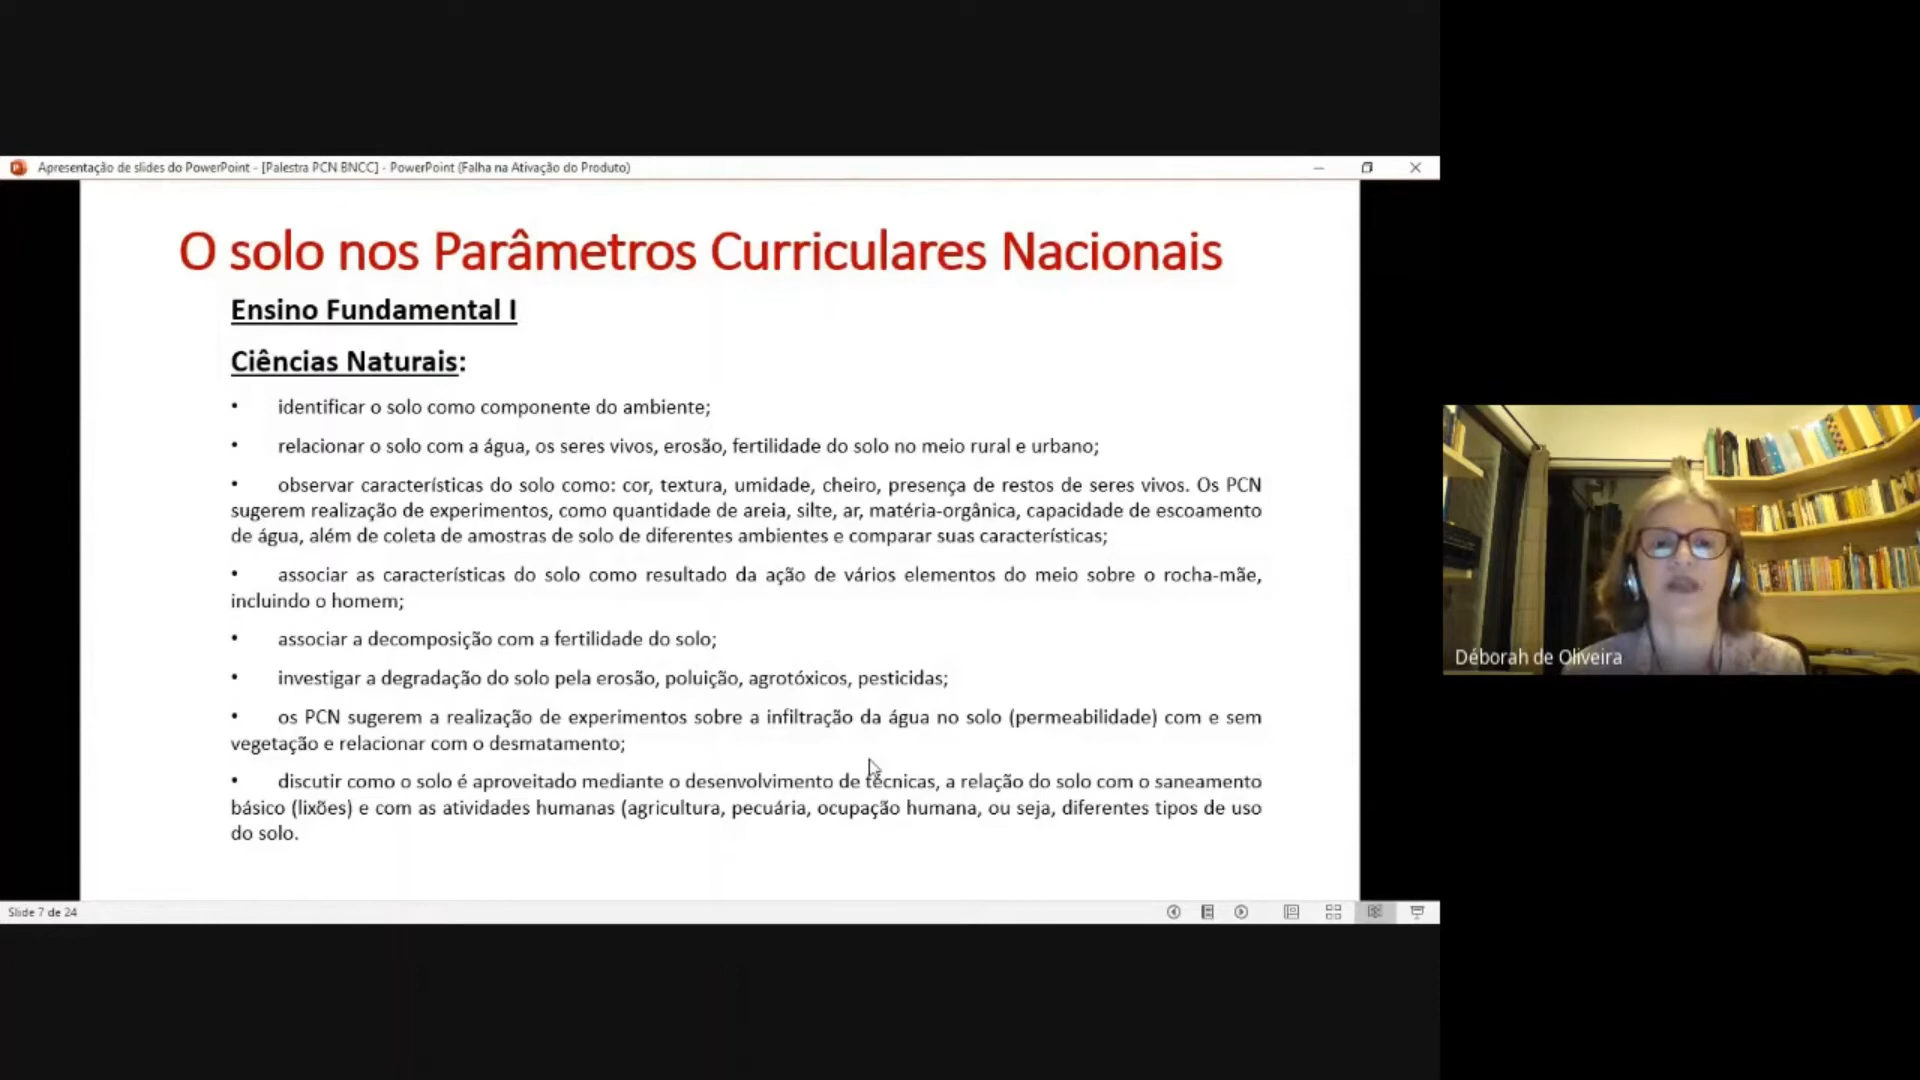 Apresentação de slides do PowerPoint - [Palestra PCN BNCC] - PowerPoint (Falha na Ativação do Produto)
O solo nos Parâmetros Curriculares Nacionais
Ensino Fundamental I
Ciências Naturais:
• identificar o solo como componente do ambiente;
• relacionar o solo com a água, os seres vivos, erosão, fertilidade do solo no meio rural e urbano;
• observar características do solo como: cor, textura, umidade, cheiro, presença de restos de seres vivos. Os PCN
sugerem realização de experimentos, como quantidade de areia, silte, ar, matéria-orgânica, capacidade de escoamento
de água, além de coleta de amostras de solo de diferentes ambientes e comparar suas características;
• associar as características do solo como resultado da ação de vários elementos do meio sobre o rocha-mãe,
incluindo o homem;
• associar a decomposição com a fertilidade do solo;
• investigar a degradação do solo pela erosão, poluição, agrotóxicos, pesticidas;
• os PCN sugerem a realização de experimentos sobre a infiltração da água no solo (permeabilidade) com e sem
vegetação e relacionar com o desmatamento;
• discutir como o solo é aproveitado mediante o desenvolvimento de técnicas, a relação do solo com o saneamento
básico (lixões) e com as atividades humanas (agricultura, pecuária, ocupação humana, ou seja, diferentes tipos de uso
do solo.
Slide 7 de 24
Déborah de Oliveira